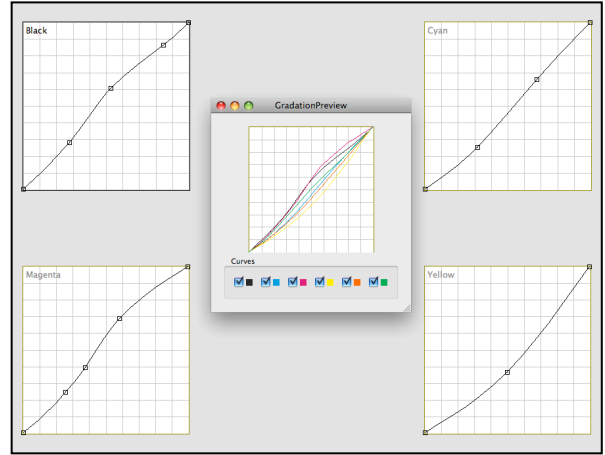 Black
Cyan
GradationPreview
Curves
Magenta
Yellow